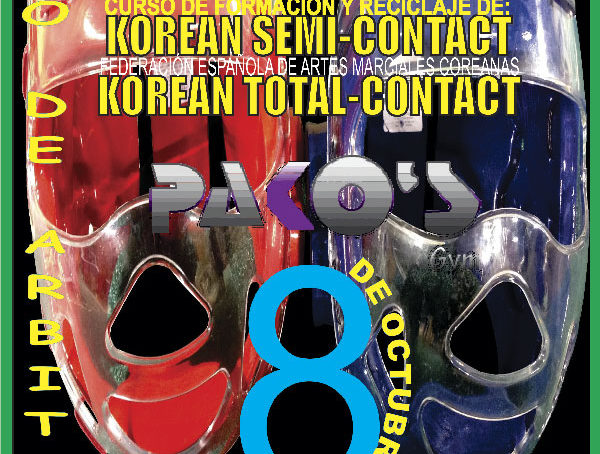 CURSO DE FORMACIÓN Y RECICLAJE DE:
KOREAN SEMI-CONTACT
FEDERACIÓN ESPAÑOLA DE ARTES MARCIALES COREANAS
KOREAN TOTAL-CONTACT
O DE ARBIT
PAKO'S
Gym
8
DE OCTUBR